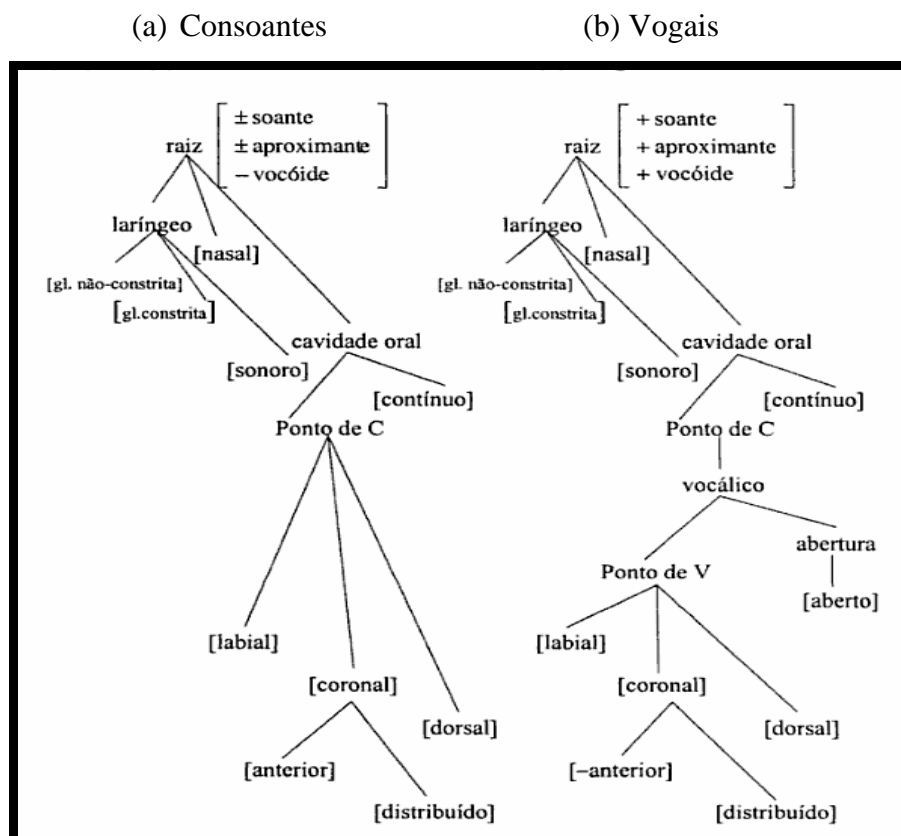 (a) Consoantes
(b) Vogais
± soante
raiz
± aproximante
− vocóide
laríngeo
[nasal]
[gl. não-constrita]
[gl.constrita]
cavidade oral
[sonoro]
[contínuo]
Ponto de C
[labial]
[coronal]
[dorsal]
[anterior]
[distribuído]
+ soante
raiz
+ aproximante
+ vocóide
laríngeo
[nasal]
[gl. não-constrita]
[gl.constrita]
cavidade oral
[sonoro]
[contínuo]
Ponto de C
vocálico
abertura
Ponto de V
[aberto]
[labial]
[coronal]
[dorsal]
[−anterior]
[distribuído]